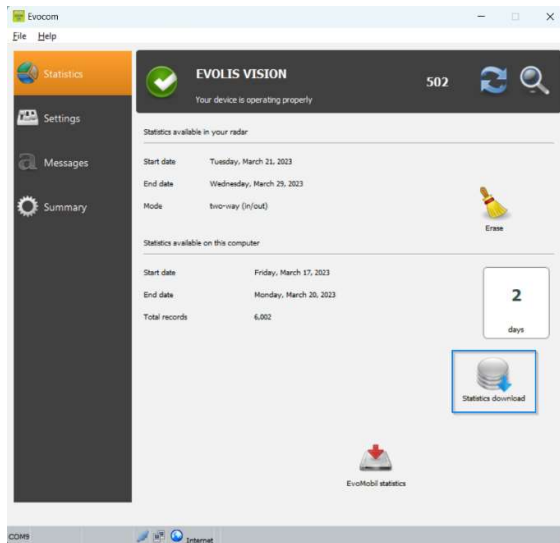 Evocom
File Help
Statistics
Settings
Messages
Summary
EVOLIS VISION
502
Your device is operating properly
Statistics available in your radar
Start date Tuesday, March 21, 2023
End date Wednesday, March 29, 2023
Mode two-way (in/out)
Erase
Statistics available on this computer
Start date Friday, March 17, 2023
End date Monday, March 20, 2023
Total records 6,002
2
days
Statistics download
EvoMobil statistics
COM9 Internet